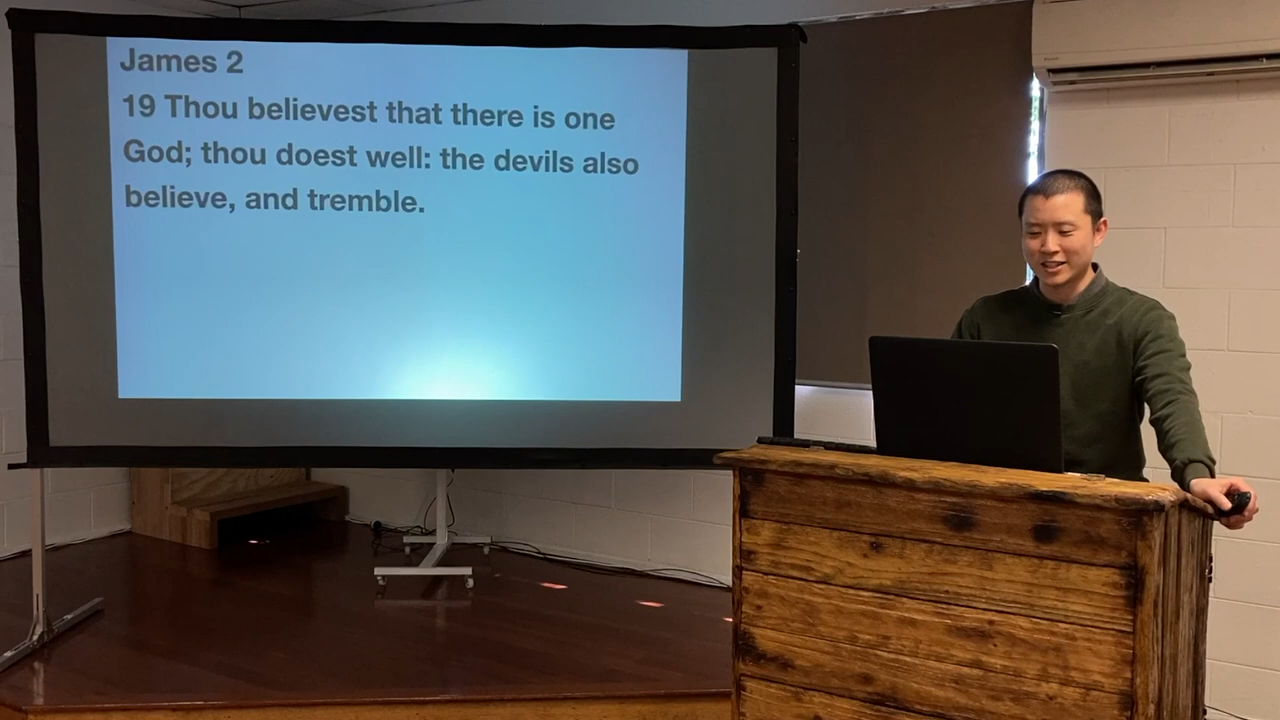 James 2
19 Thou believest that there is one
God; thou doest well: the devils also
believe, and tremble.